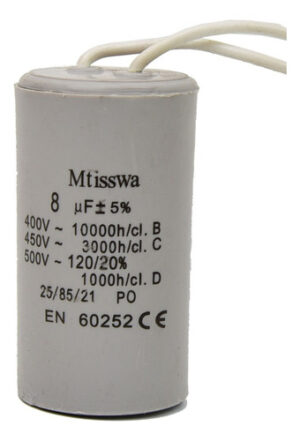 Mtisswa
8 µF± 5%
400V ~ 10000h/cl. B
450V ~ 3000h/cl. C
500V ~ 120/20%
1000h/cl. D
25/85/21 PO
EN 60252 CE